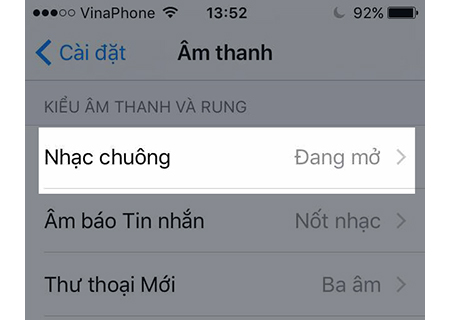 VinaPhone 13:52 92%
Cài đặt Âm thanh
KIỂU ÂM THANH VÀ RUNG
Nhạc chuông Đang mở
Âm báo Tin nhắn Nốt nhạc
Thư thoại Mới Ba âm